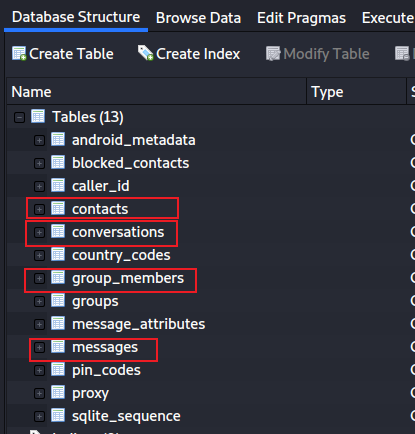 Database Structure Browse Data Edit Pragmas Execute
Create Table Create Index Modify Table
Name Type
Tables (13)
android_metadata
blocked_contacts
caller_id
contacts
conversations
country_codes
group_members
groups
message_attributes
messages
pin_codes
proxy
sqlite_sequence